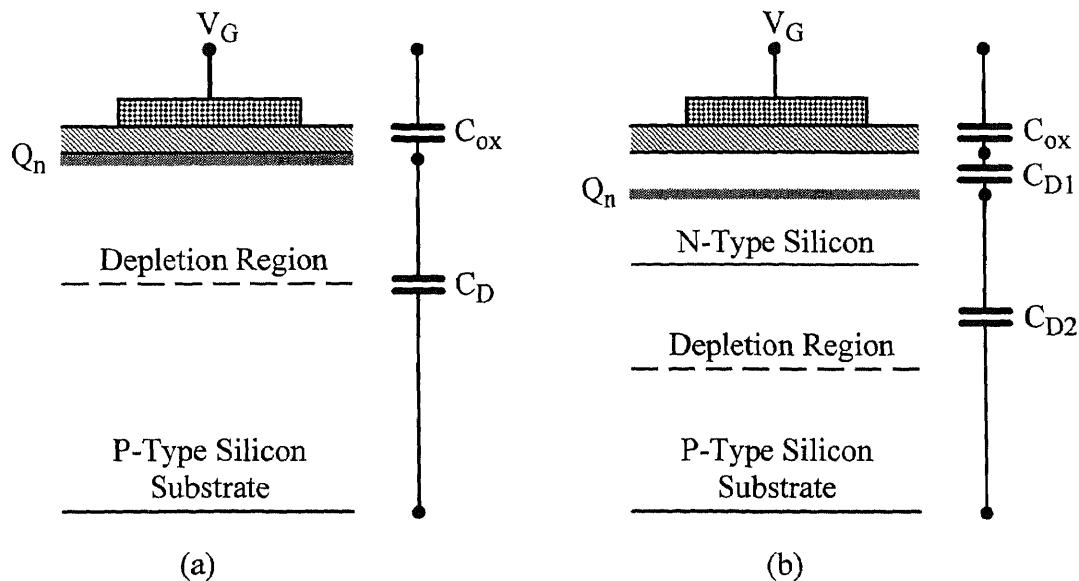 V_G
C_ox
Q_n
Depletion Region
C_D
P-Type Silicon
Substrate
(a)
V_G
C_ox
C_D1
Q_n
N-Type Silicon
C_D2
Depletion Region
P-Type Silicon
Substrate
(b)